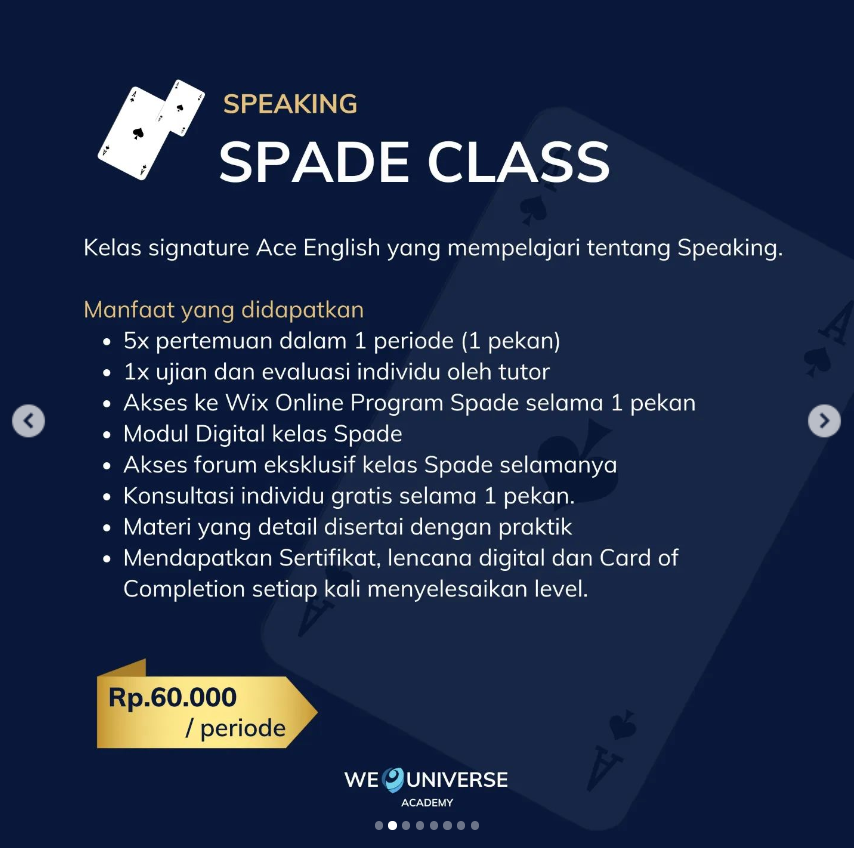 SPEAKING
SPADE CLASS
Kelas signature Ace English yang mempelajari tentang Speaking.
Manfaat yang didapatkan
• 5x pertemuan dalam 1 periode (1 pekan)
• 1x ujian dan evaluasi individu oleh tutor
• Akses ke Wix Online Program Spade selama 1 pekan
• Modul Digital kelas Spade
• Akses forum eksklusif kelas Spade selamanya
• Konsultasi individu gratis selama 1 pekan.
• Materi yang detail disertai dengan praktik
• Mendapatkan Sertifikat, lencana digital dan Card of
Completion setiap kali menyelesaikan level.
Rp.60.000
/ periode
WE UNIVERSE
ACADEMY